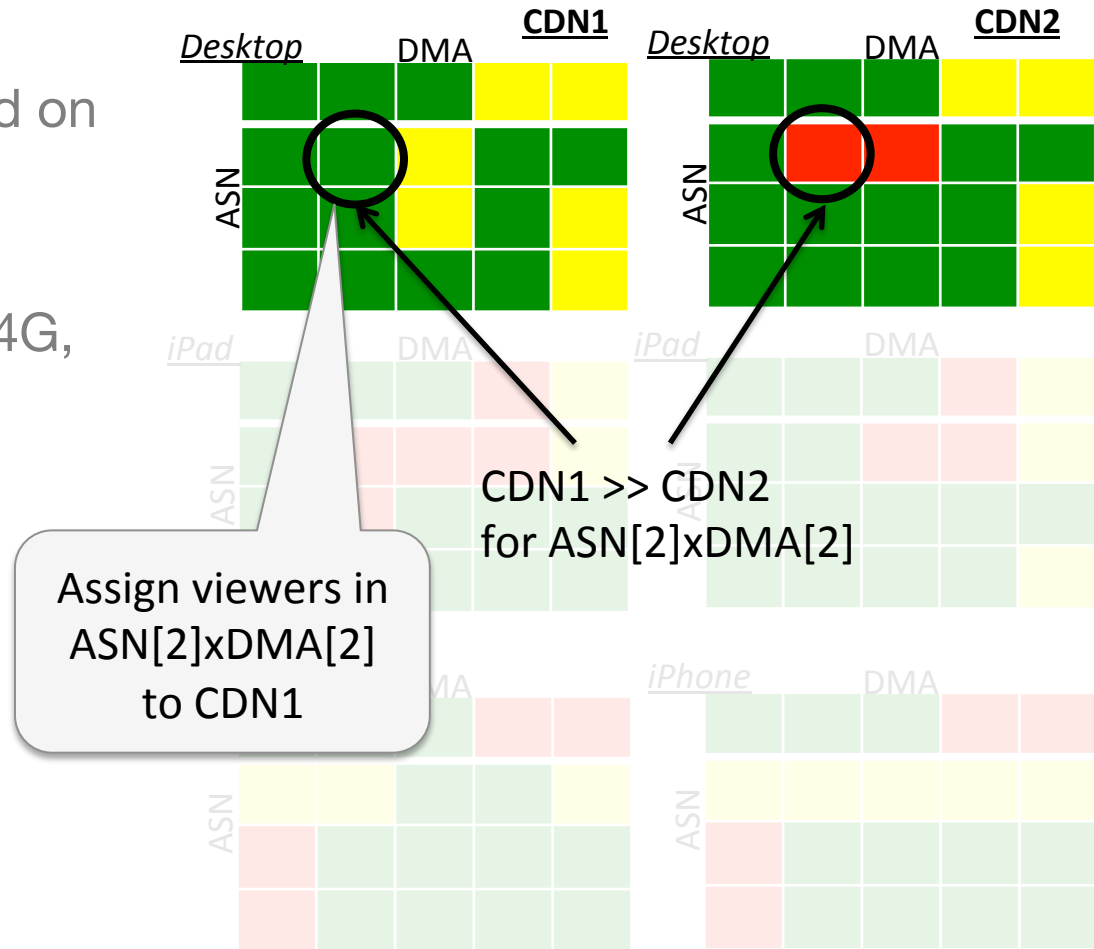 CDN1
CDN2
Desktop
DMA
Desktop
DMA
d on
ASN
ASN
4G,
iPad
DMA
iPad
DMA
ASN
CDN1 >> CDN2
for ASN[2]xDMA[2]
Assign viewers in
ASN[2]xDMA[2]
to CDN1
iPhone
DMA
ASN
ASN